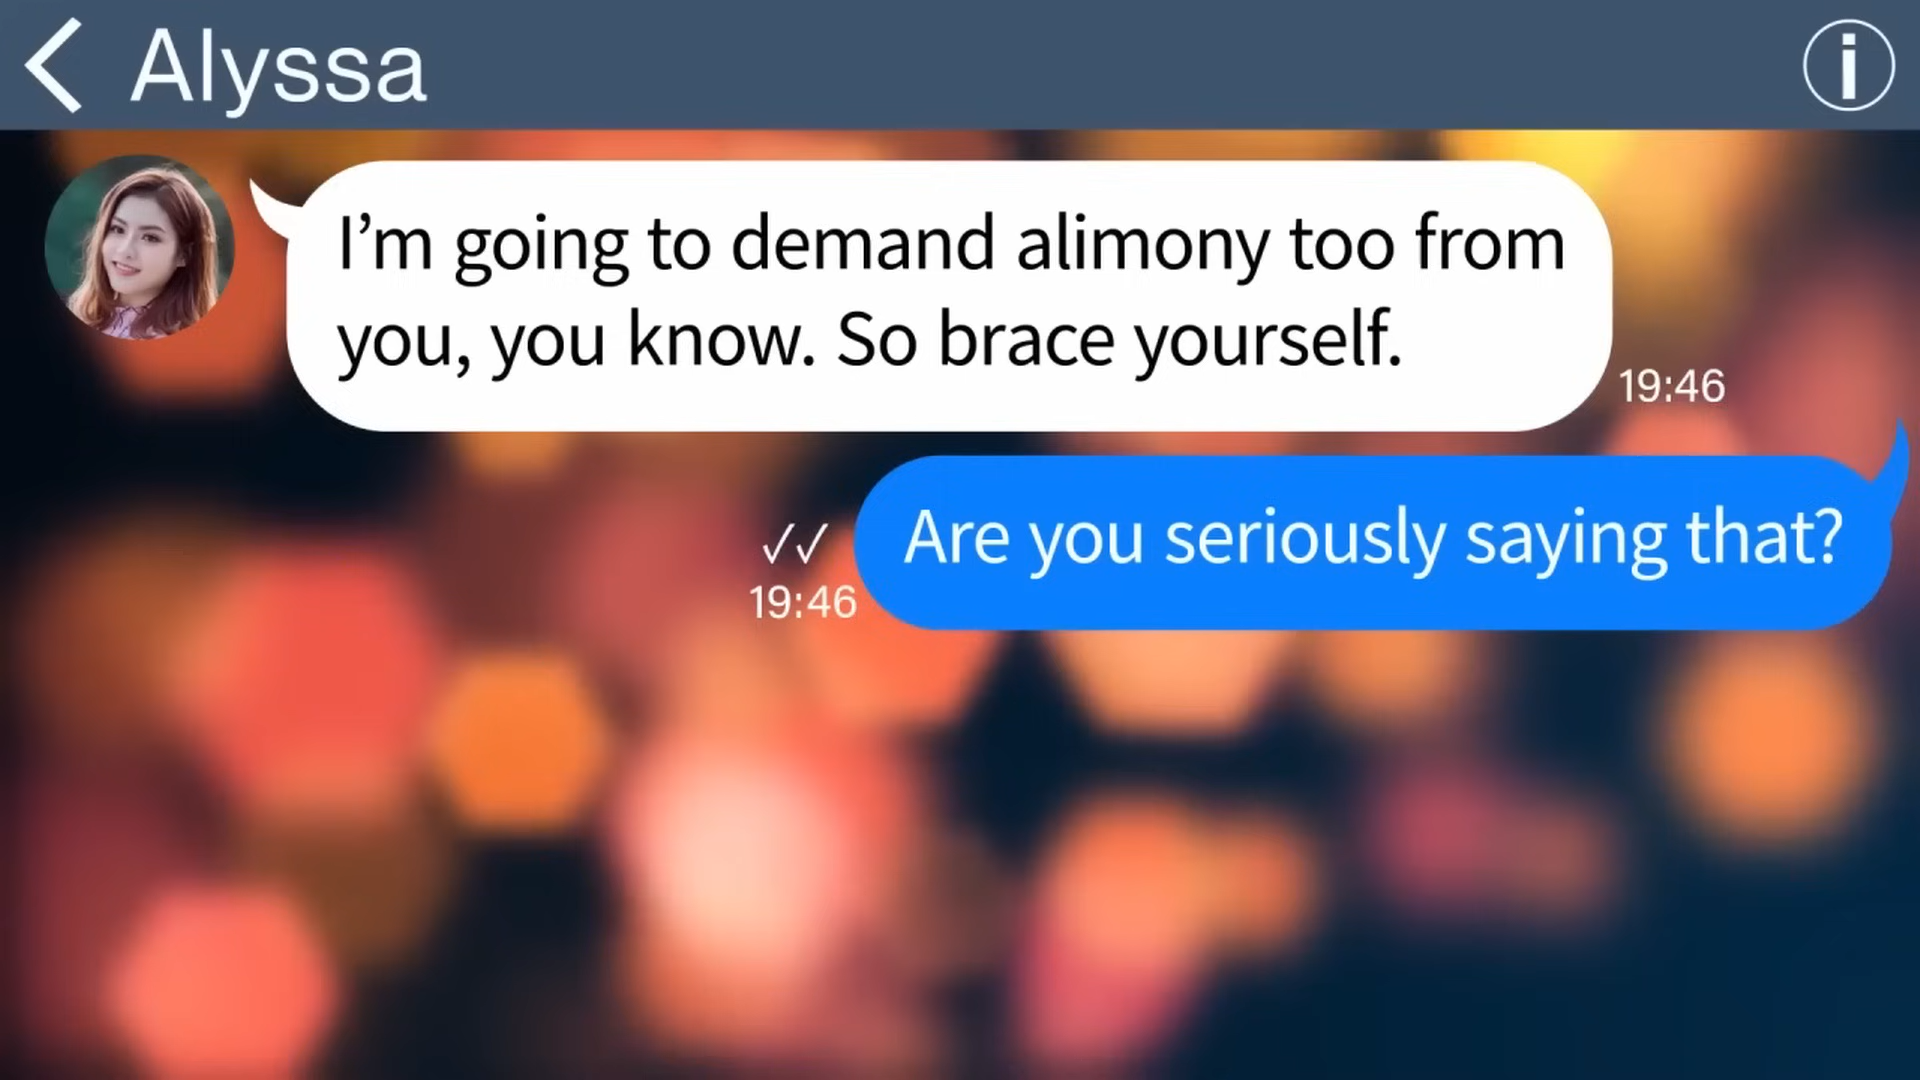 Alyssa
I’m going to demand alimony too from
you, you know. So brace yourself.
19:46
Are you seriously saying that?
19:46